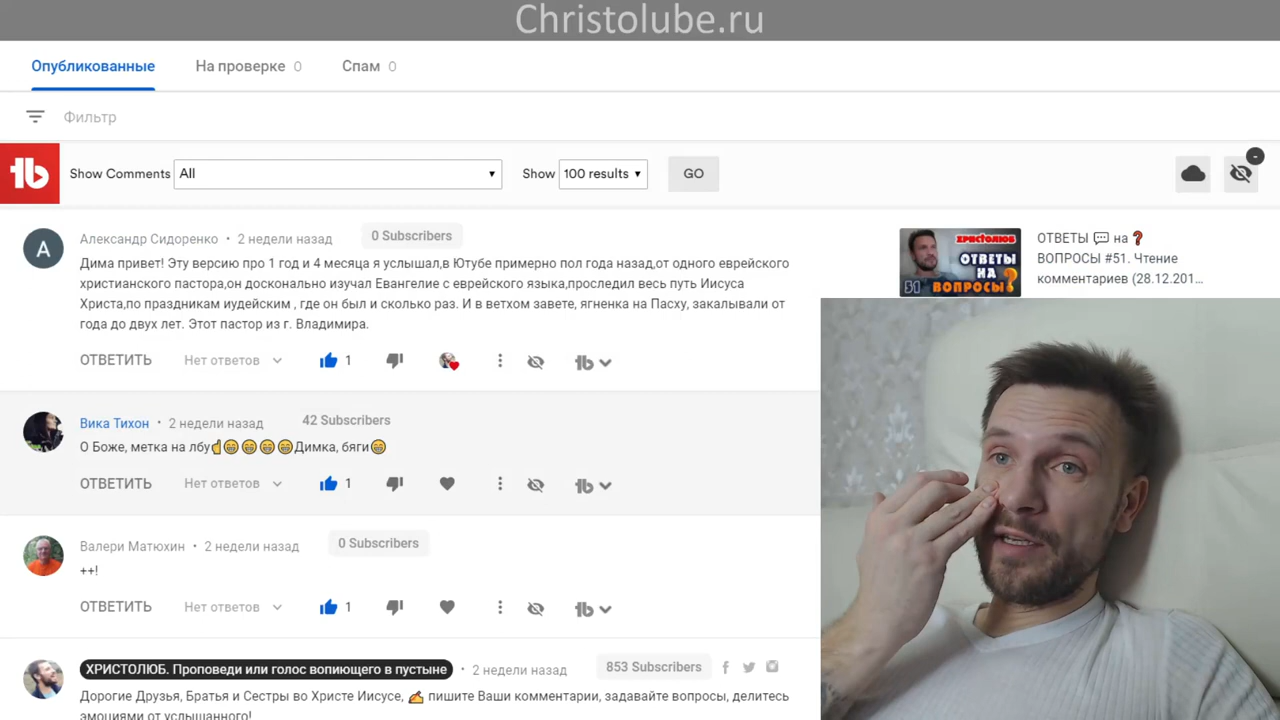 Christolube.ru
Опубликованные На проверке 0 Спам 0
Фильтр
Show Comments All Show 100 results GO
-
A
Александр Сидоренко • 2 недели назад 0 Subscribers
Дима привет! Эту версию про 1 год и 4 месяца я услышал,в Ютубе примерно пол года назад,от одного еврейского
христианского пастора,он досконально изучал Евангелие с еврейского языка,проследил весь путь Иисуса
Христа,по праздникам иудейским , где он был и сколько раз. И в ветхом завете, ягненка на Пасху, закалывали от
года до двух лет. Этот пастор из г. Владимира.
ОТВЕТИТЬ Нет ответов 1
ОТВЕТЫ 💬 на ❓
ВОПРОСЫ #51. Чтение
комментариев (28.12.201...
ХРИСТОЛЮБ
ОТВЕТЫ
НА
51 ВОПРОСЫ
Вика Тихон • 2 недели назад 42 Subscribers
О Боже, метка на лбу☝😁😁😁😁Димка, бяги😁
ОТВЕТИТЬ Нет ответов 1
Валери Матюхин • 2 недели назад 0 Subscribers
++!
ОТВЕТИТЬ Нет ответов 1
ХРИСТОЛЮБ. Проповеди или голос вопиющего в пустыне • 2 недели назад 853 Subscribers
Дорогие Друзья, Братья и Сестры во Христе Иисусе, ✍ пишите Ваши комментарии, задавайте вопросы, делитесь
эмоциями от услышанного!